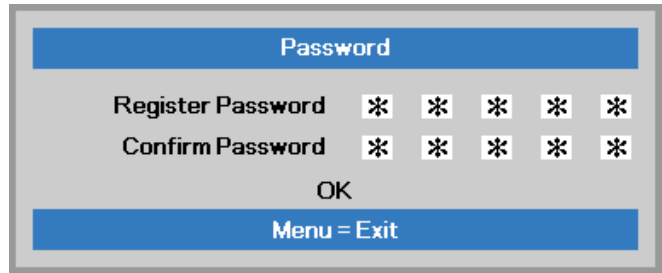 Password
Register Password * * * * *
Confirm Password * * * * *
OK
Menu = Exit